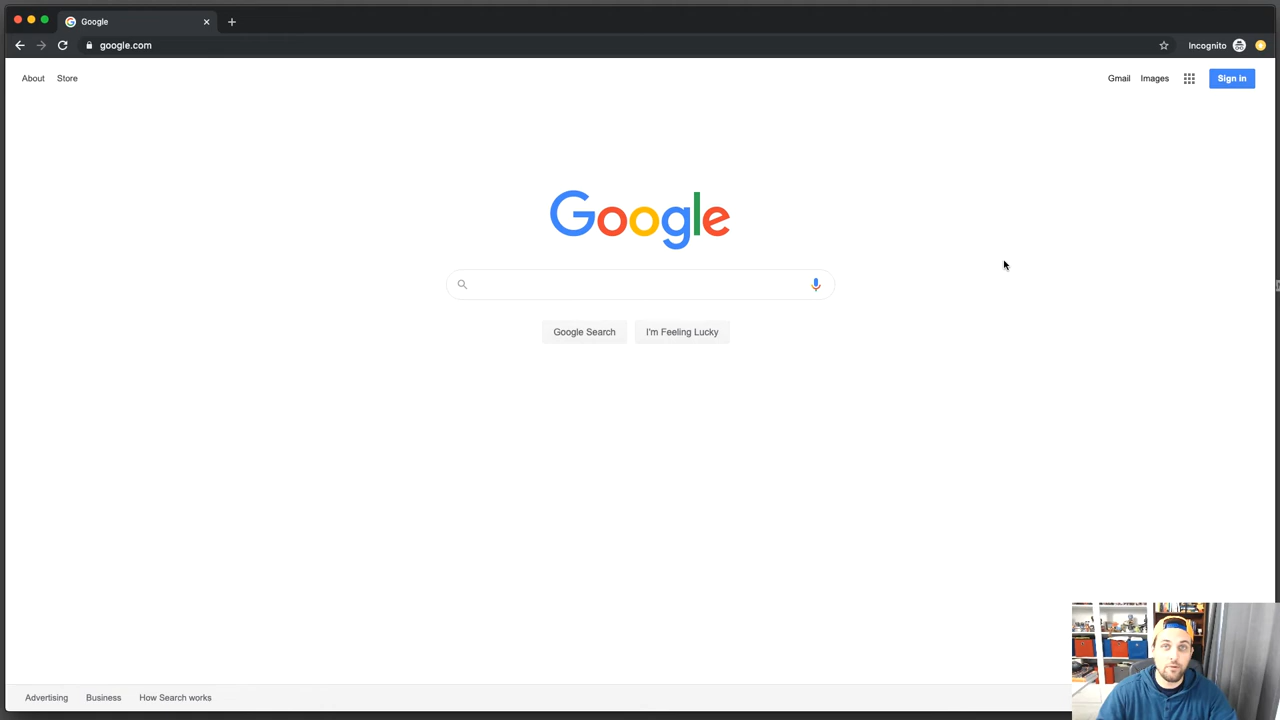 Google
google.com
Incognito
About Store
Gmail Images Sign in
Google
Google Search I'm Feeling Lucky
Advertising Business How Search works